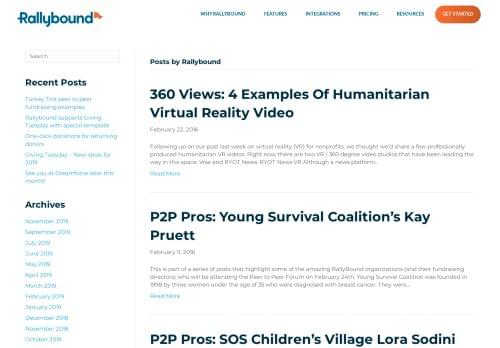 Rallybound
WHY RALLYBOUND
FEATURES
INTEGRATIONS
PRICING
RESOURCES
GET STARTED
Search
Recent Posts
Turkey Trot peer to peer
fundraising examples
Rallybound supports Giving
Tuesday with special template
One-click donations for returning
donors
Giving Tuesday – New ideas for
2019
See you at Dreamforce later this
month!
Archives
November 2019
September 2019
July 2019
June 2019
May 2019
April 2019
March 2019
February 2019
January 2019
December 2018
November 2018
October 2018
Posts by Rallybound
360 Views: 4 Examples Of Humanitarian
Virtual Reality Video
February 22, 2016
Following up on our post last week on virtual reality (VR) for nonprofits, we thought we'd share a few professionally
produced humanitarian VR videos. Right now, there are two VR / 360 degree video studios that have been leading the
way in this space, Vrse and RYOT News. RYOT News VR Although a news platform…
Read More
P2P Pros: Young Survival Coalition's Kay
Pruett
February 11, 2016
This is part of a series of posts that highlight some of the amazing RallyBound organizations (and their fundraising
directors) who will be attending the Peer to Peer Forum on February 24th. Young Survival Coalition was founded in
1998 by three women under the age of 35 who were diagnosed with breast cancer. They were…
Read More
P2P Pros: SOS Children's Village Lora Sodini